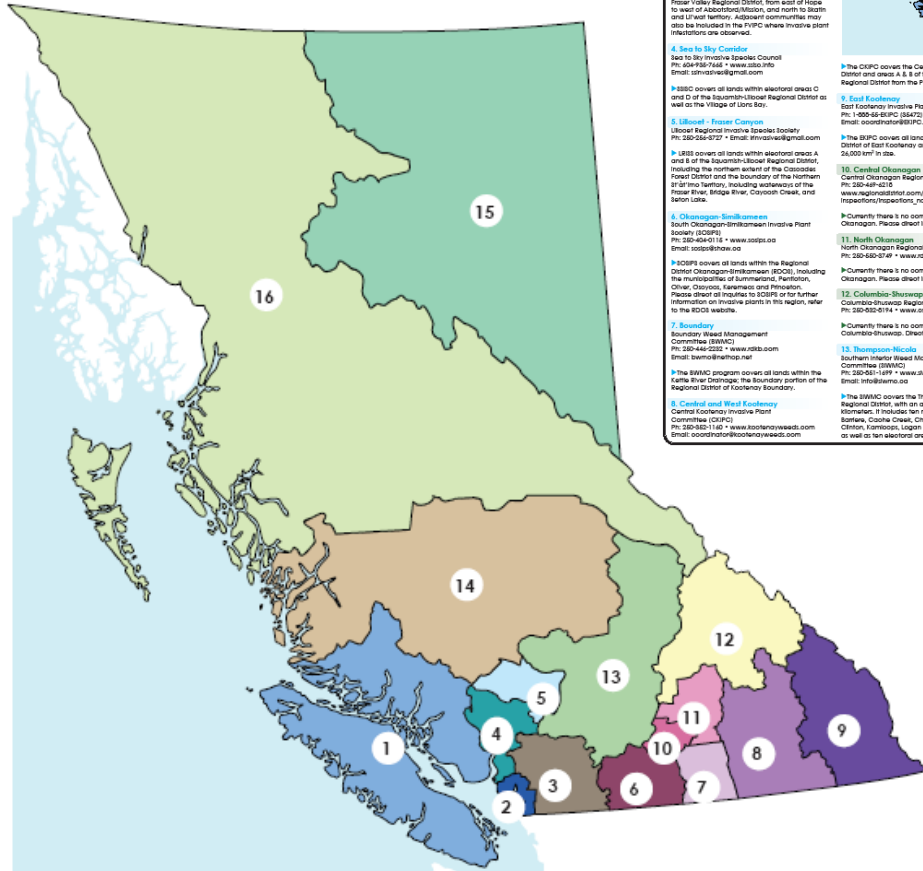 Fraser Valley Regional District, from east of Hope
to west of Abbotsford/Mission, and north to Skatin
and Lil'wat territory. Adjacent communities may
also be included in the FVIPC where invasive plant
infestations are observed.
4. Sea to Sky Corridor
Sea to Sky Invasive Species Council
Ph: 604-935-7665 • www.ssisc.info
Email: ssinvasives@gmail.com
▶SSISC covers all lands within electoral areas C
and D of the Squamish-Lillooet Regional District as
well as the Village of Lions Bay.
5. Lillooet - Fraser Canyon
Lillooet Regional Invasive Species Society
Ph: 250-256-3727 • Email: lrinvasives@gmail.com
▶ LRISS covers all lands within electoral areas A
and B of the Squamish-Lillooet Regional District,
including the northern extent of the Cascades
Forest District and the boundary of the Northern
St'át'imc Territory, including waterways of the
Fraser River, Bridge River, Cayoosh Creek, and
Seton Lake.
6. Okanagan-Similkameen
South Okanagan-Similkameen Invasive Plant
Society (SOSIPS)
Ph: 250-404-0115 • www.sosips.ca
Email: sosips@shaw.ca
▶SOSIPS covers all lands within the Regional
District Okanagan-Similkameen (RDOS), including
the municipalities of Summerland, Penticton,
Oliver, Osoyoos, Keremeos and Princeton.
Please direct all inquiries to SOSIPS or for further
information on invasive plants in this region, refer
to the RDOS website.
7. Boundary
Boundary Weed Management
Committee (BWMC)
Ph: 250-446-2232 • www.rdkb.com
Email: bwmc@nethop.net
▶The BWMC program covers all lands within the
Kettle River Drainage; the Boundary portion of the
Regional District of Kootenay Boundary.
8. Central and West Kootenay
Central Kootenay Invasive Plant
Committee (CKIPC)
Ph: 250-352-1160 • www.kootenayweeds.com
Email: coordinator@kootenayweeds.com
▶The CKIPC covers the Ce
District and areas A & B of
Regional District from the P
9. East Kootenay
East Kootenay Invasive Pla
Ph: 1-888-55-EKIPC (35472)
Email: coordinator@EKIPC.
▶The EKIPC covers all land
District of East Kootenay a
26,000 km² in size.
10. Central Okanagan
Central Okanagan Region
Ph: 250-469-6218
www.regionaldistrict.com/
inspections/inspections_no
▶Currently there is no com
Okanagan. Please direct i
11. North Okanagan
North Okanagan Regional
Ph: 250-550-3749 • www.rd
▶Currently there is no com
Okanagan. Please direct i
12. Columbia-Shuswap
Columbia-Shuswap Region
Ph: 250-832-8194 • www.cs
▶Currently there is no com
Columbia-Shuswap. Direct
13. Thompson-Nicola
Southern Interior Weed Ma
Committee (SIWMC)
Ph: 250-851-1699 • www.siw
Email: info@siwmc.ca
▶The SIWMC covers the Th
Regional District, with an a
kilometers. It includes ten m
Barriere, Cache Creek, Ch
Clinton, Kamloops, Logan
as well as ten electoral are
15
16
14
12
13
5
11
4
9
10
1
8
3
6
7
2